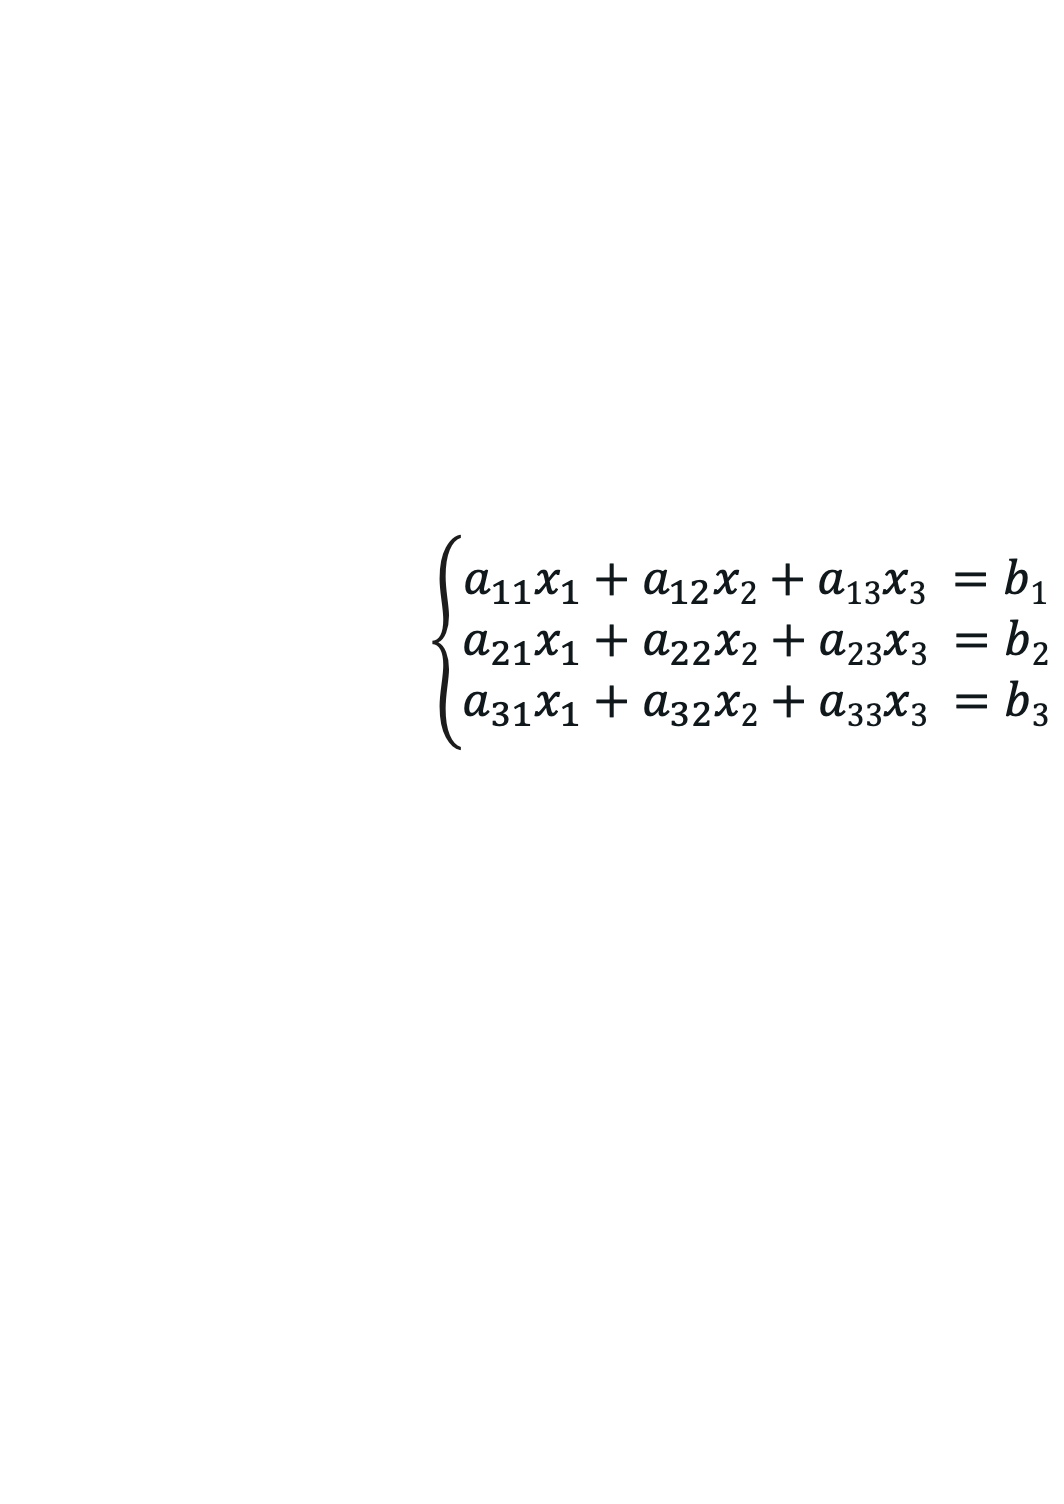 a₁₁x₁ + a₁₂x₂ + a₁₃x₃ = b₁
a₂₁x₁ + a₂₂x₂ + a₂₃x₃ = b₂
a₃₁x₁ + a₃₂x₂ + a₃₃x₃ = b₃